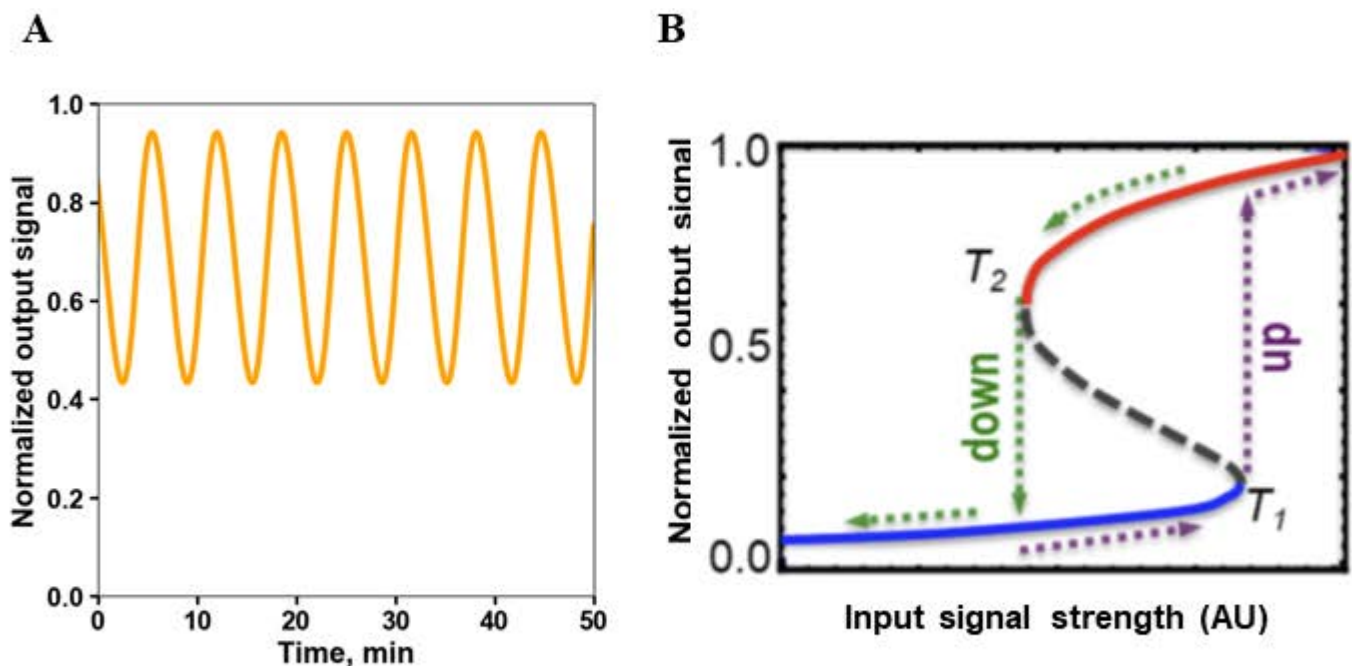 A
B
Normalized output signal
1.0
0.8
0.6
0.4
0.2
0.0
0 10 20 30 40 50
Time, min
Normalized output signal
1.0
0.5
0.0
T2
down
up
T1
Input signal strength (AU)